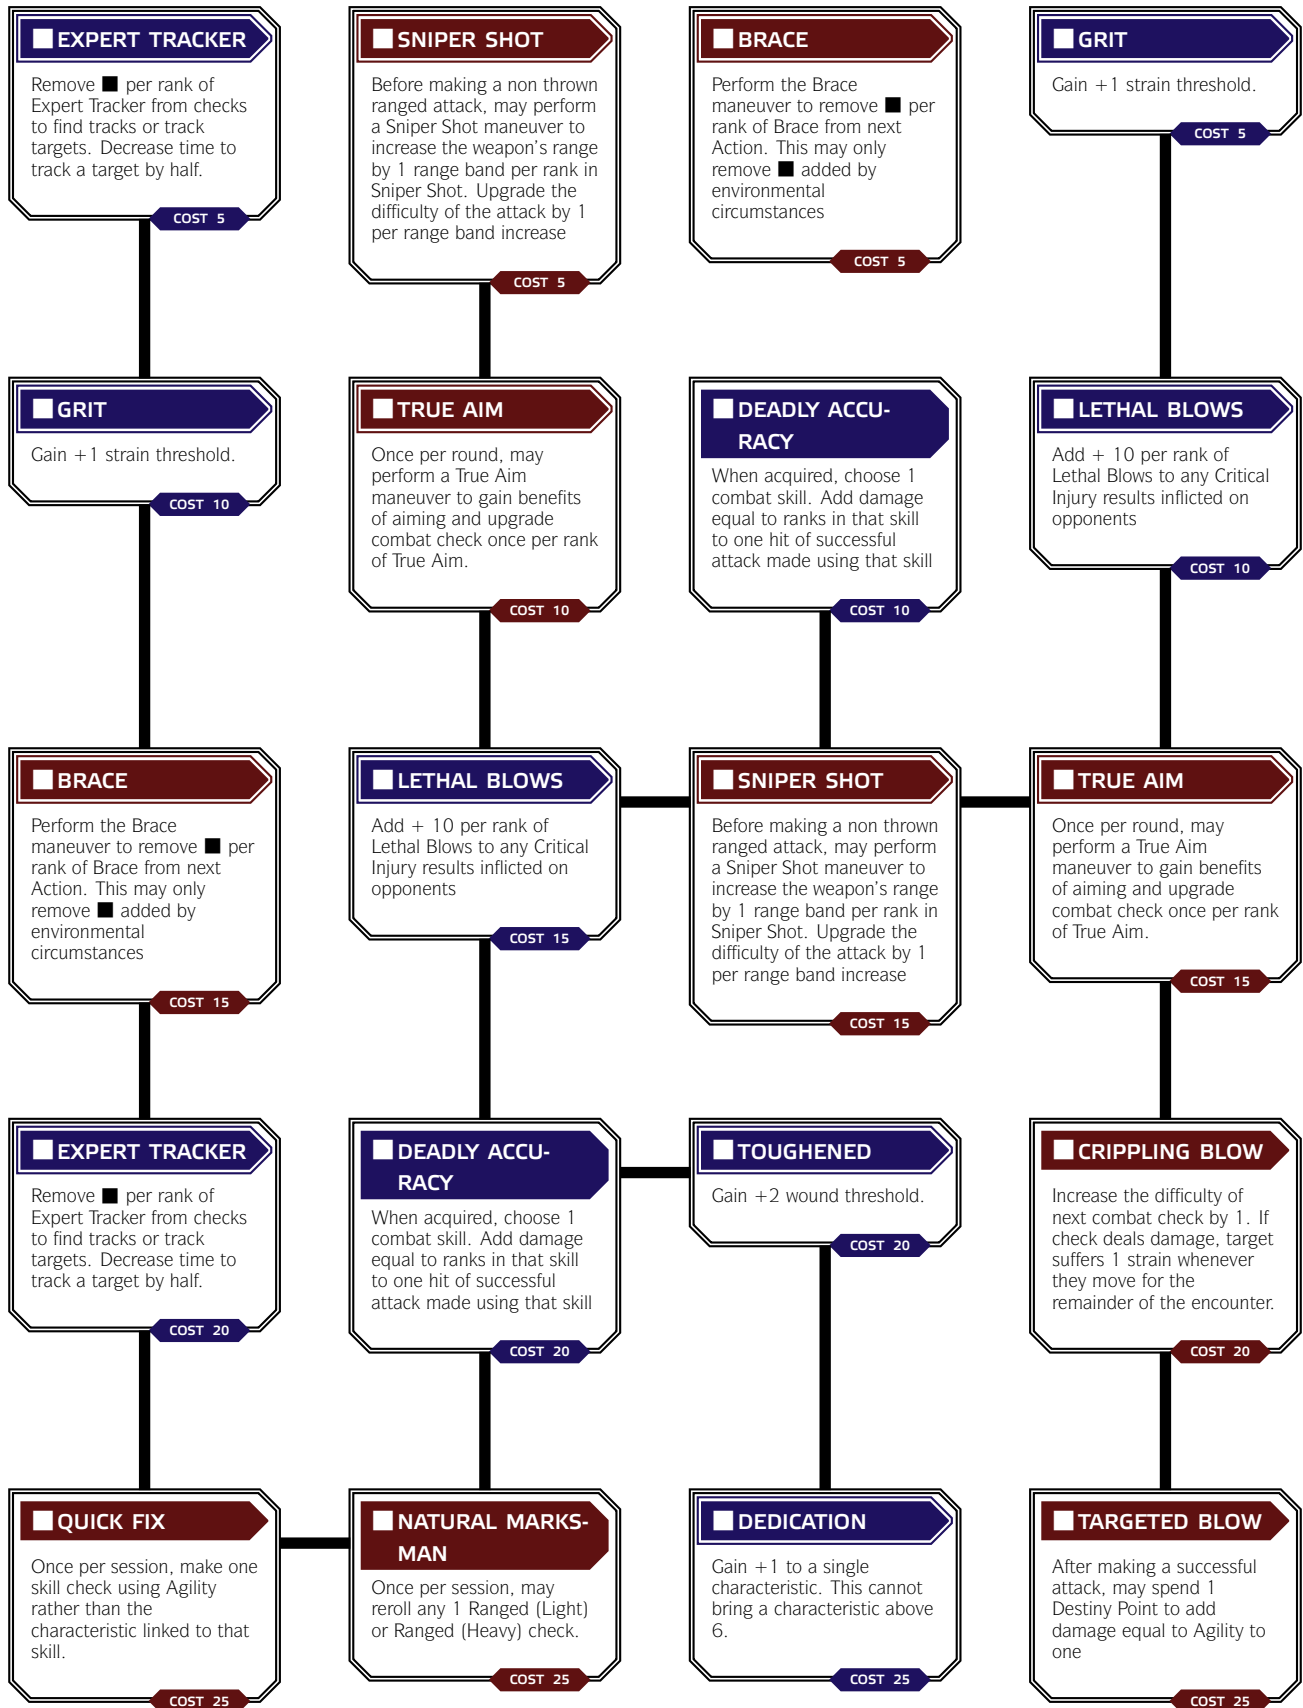 EXPERT TRACKER
Remove ■ per rank of
Expert Tracker from checks
to find tracks or track
targets. Decrease time to
track a target by half.
COST 5
SNIPER SHOT
Before making a non thrown
ranged attack, may perform
a Sniper Shot maneuver to
increase the weapon's range
by 1 range band per rank in
Sniper Shot. Upgrade the
difficulty of the attack by 1
per range band increase
COST 5
BRACE
Perform the Brace
maneuver to remove ■ per
rank of Brace from next
Action. This may only
remove ■ added by
environmental
circumstances
COST 5
GRIT
Gain +1 strain threshold.
COST 5
GRIT
Gain +1 strain threshold.
COST 10
TRUE AIM
Once per round, may
perform a True Aim
maneuver to gain benefits
of aiming and upgrade
combat check once per rank
of True Aim.
COST 10
DEADLY ACCU-
RACY
When acquired, choose 1
combat skill. Add damage
equal to ranks in that skill
to one hit of successful
attack made using that skill
COST 10
LETHAL BLOWS
Add + 10 per rank of
Lethal Blows to any Critical
Injury results inflicted on
opponents
COST 10
BRACE
Perform the Brace
maneuver to remove ■ per
rank of Brace from next
Action. This may only
remove ■ added by
environmental
circumstances
COST 15
LETHAL BLOWS
Add + 10 per rank of
Lethal Blows to any Critical
Injury results inflicted on
opponents
COST 15
SNIPER SHOT
Before making a non thrown
ranged attack, may perform
a Sniper Shot maneuver to
increase the weapon's range
by 1 range band per rank in
Sniper Shot. Upgrade the
difficulty of the attack by 1
per range band increase
COST 15
TRUE AIM
Once per round, may
perform a True Aim
maneuver to gain benefits
of aiming and upgrade
combat check once per rank
of True Aim.
COST 15
EXPERT TRACKER
Remove ■ per rank of
Expert Tracker from checks
to find tracks or track
targets. Decrease time to
track a target by half.
COST 20
DEADLY ACCU-
RACY
When acquired, choose 1
combat skill. Add damage
equal to ranks in that skill
to one hit of successful
attack made using that skill
COST 20
TOUGHENED
Gain +2 wound threshold.
COST 20
CRIPPLING BLOW
Increase the difficulty of
next combat check by 1. If
check deals damage, target
suffers 1 strain whenever
they move for the
remainder of the encounter.
COST 20
QUICK FIX
Once per session, make one
skill check using Agility
rather than the
characteristic linked to that
skill.
COST 25
NATURAL MARKS-
MAN
Once per session, may
reroll any 1 Ranged (Light)
or Ranged (Heavy) check.
COST 25
DEDICATION
Gain +1 to a single
characteristic. This cannot
bring a characteristic above
6.
COST 25
TARGETED BLOW
After making a successful
attack, may spend 1
Destiny Point to add
damage equal to Agility to
one
COST 25